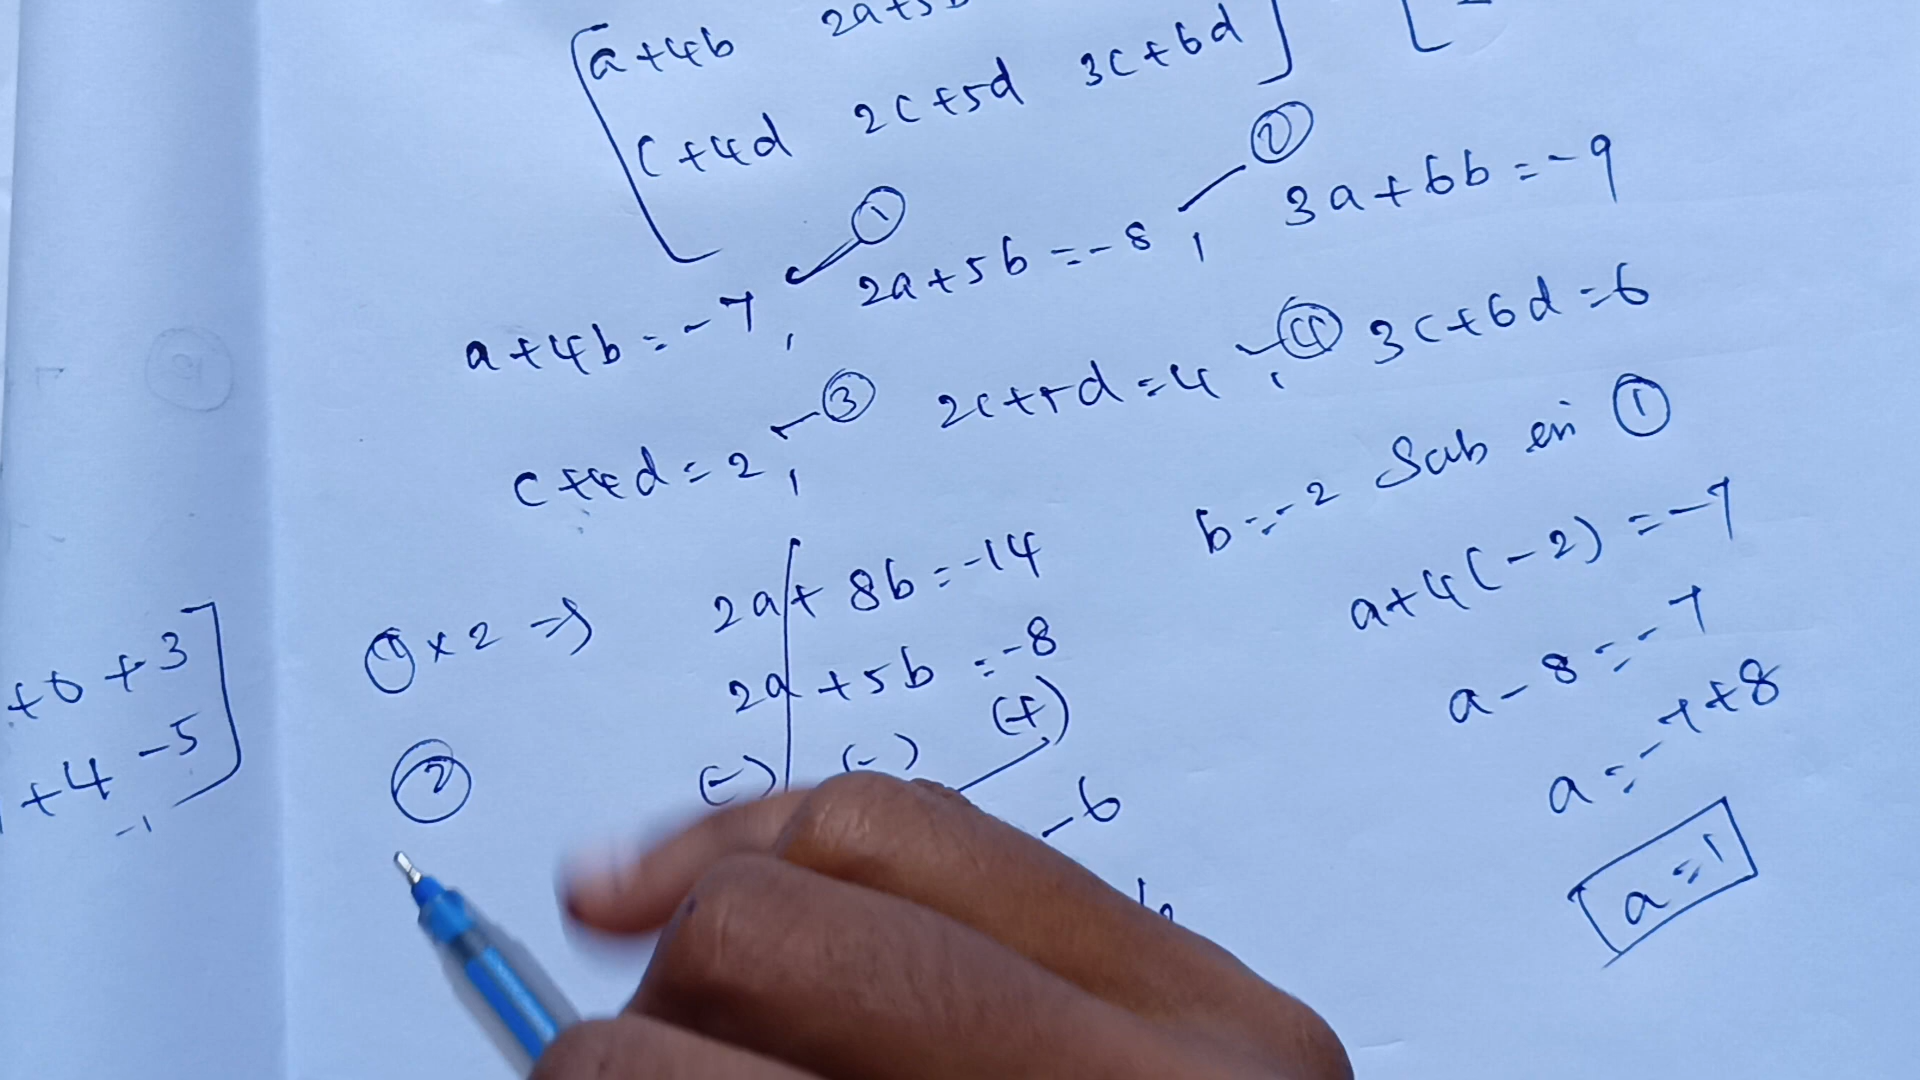 a+4b 2a+5b
c+4d 2c+5d 3c+6d
① ②
a+4b=-7, 2a+5b=-8, 3a+6b=-9
③ ④
c+4d=2, 2c+5d=4, 3c+6d=6
b=-2 Sub in ①
①×2 ⇒ 2a+8b=-14
a+4(-2)=-7
② 2a+5b=-8
(-) (-) (+)
a-8=-7
-6
a=-7+8
a=1
+0+3
+4-5
-1